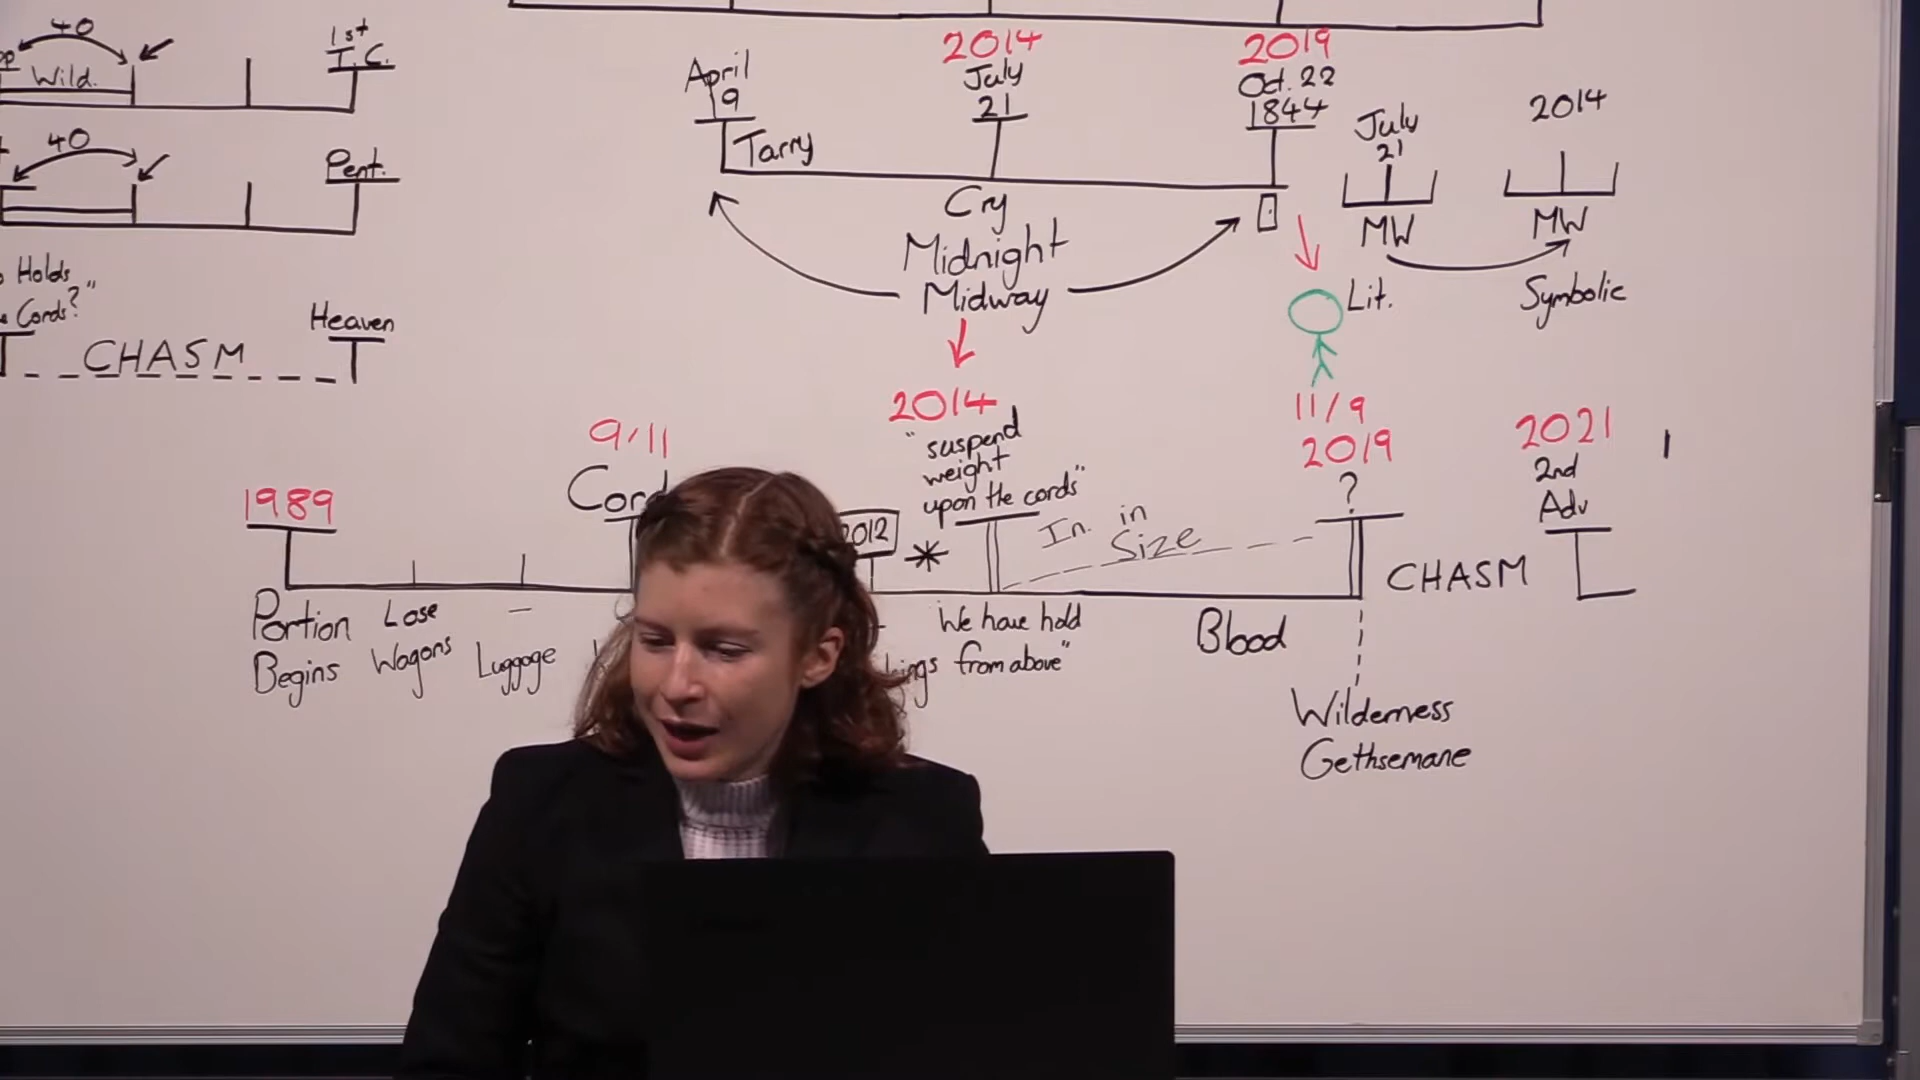 40
Wild.
1st
T.C.
40
Pent.
Holds
Cords?"
CHASM
Heaven
April
19
Tarry
2014
July
21
Cry
Midnight
Midway
2019
Oct. 22
1844
July
21
MW
2014
MW
Symbolic
Lit.
1989
9/11
Cord
2012
2014
"suspend
weight
upon the cords"
In. in
Size
11/9
2019
?
CHASM
2021
2nd
Adv
Portion
Begins
Lose
Wagons
Luggage
We have hold
from above"
Blood
Wilderness
Gethsemane